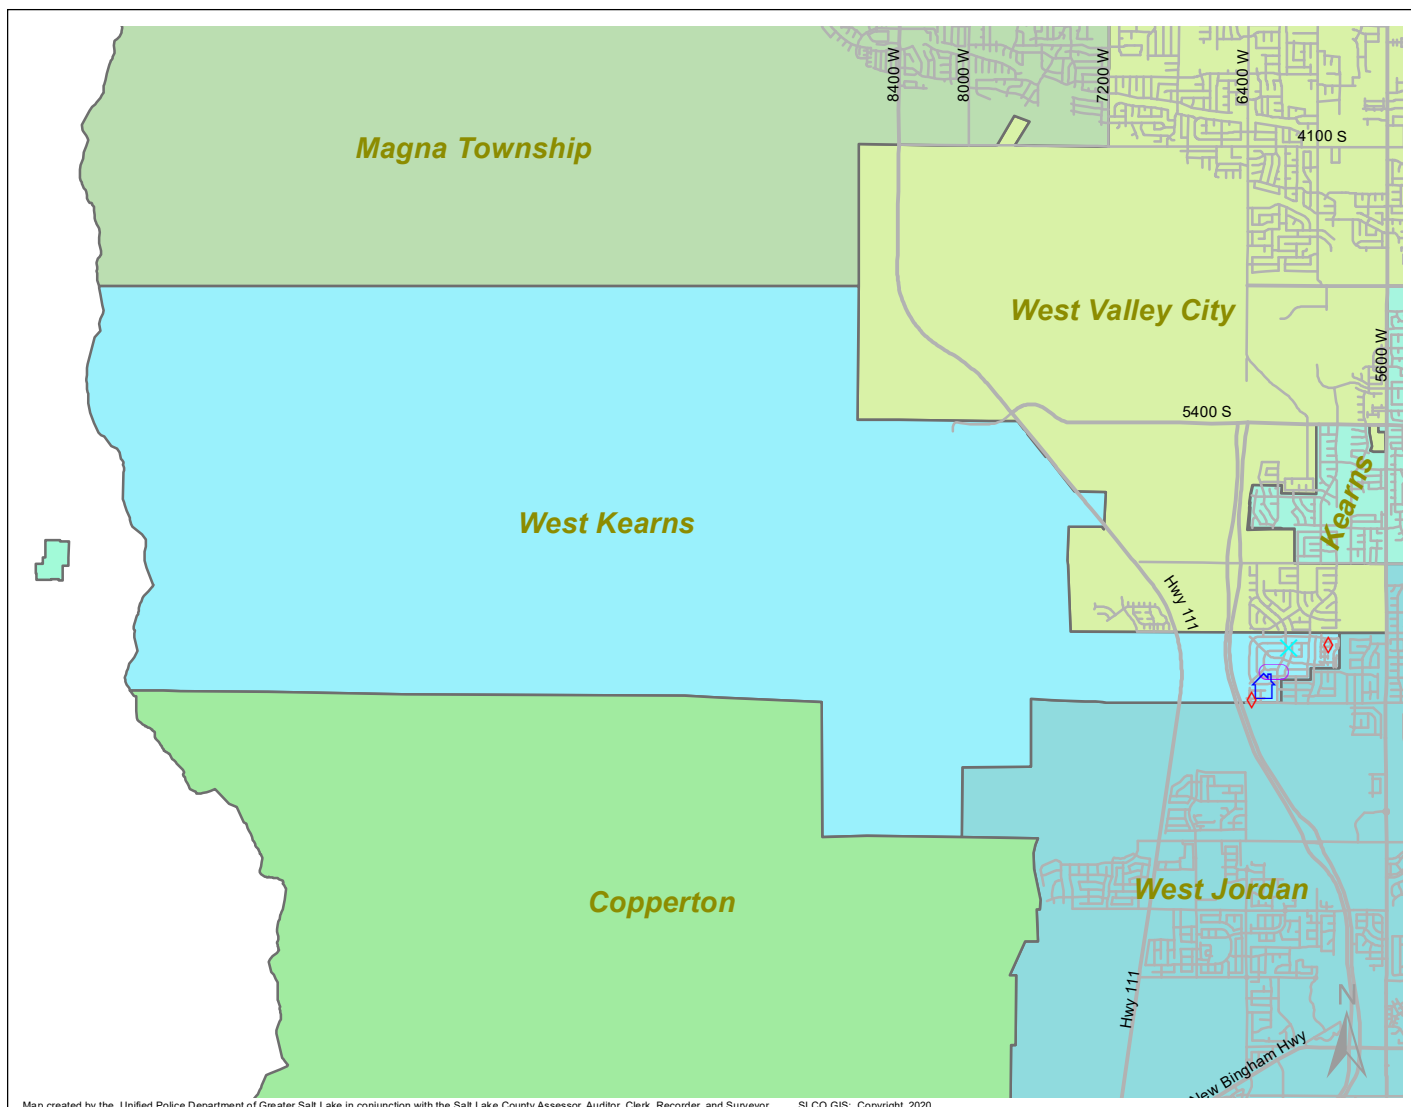 8400 W
8000 W
7200 W
6400 W
4100 S
Magna Township
West Valley City
5600 W
5400 S
Kearns
West Kearns
Hwy 111
West Jordan
Copperton
Hwy 111
N
New Bingham Hwy
Map created by the Unified Police Department of Greater Salt Lake in conjunction with the Salt Lake County Assessor, Auditor, Clerk, Recorder, and Surveyor. SLCO GIS: Copyright 2020